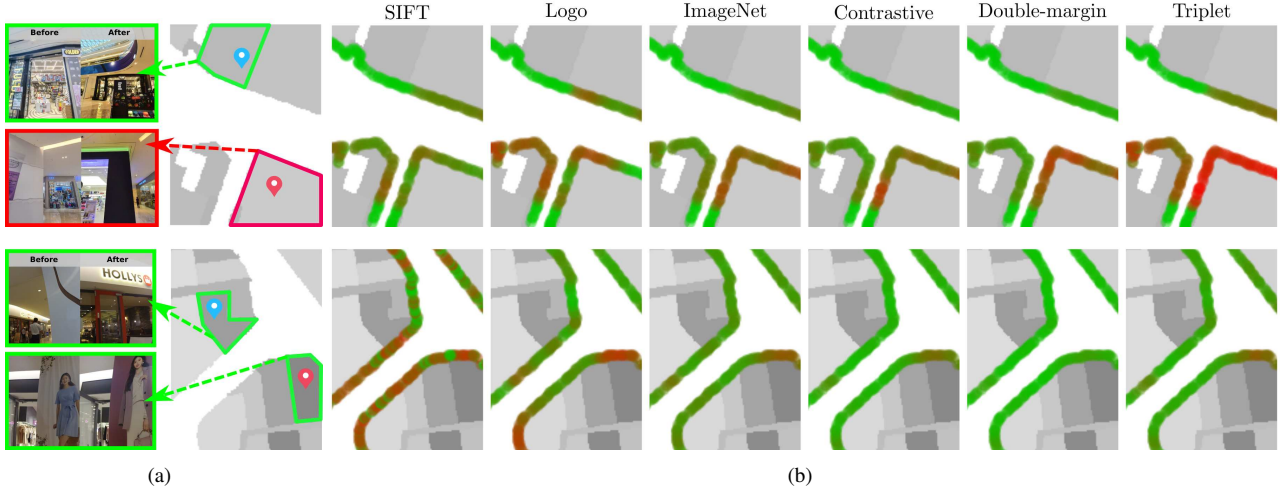 SIFT Logo ImageNet Contrastive Double-margin Triplet
Before After
Before After
HOLLYS
(a) (b)